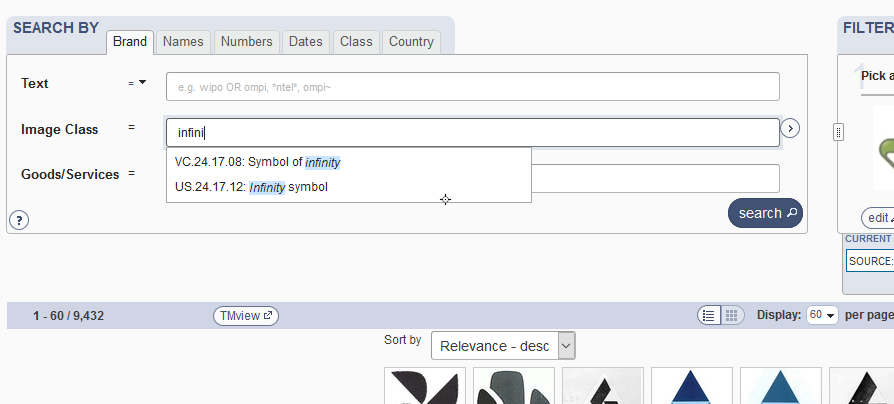 SEARCH BY
Brand Names Numbers Dates Class Country
Text = e.g. wipo OR ompi, *ntel*, ompi~
Image Class = infini
VC.24.17.08: Symbol of infinity
US.24.17.12: Infinity symbol
Goods/Services =
?
search
FILTER
1
Pick a
edit
CURRENT
SOURCE:
1 - 60 / 9,432 TMview Display: 60 per page
Sort by Relevance - desc